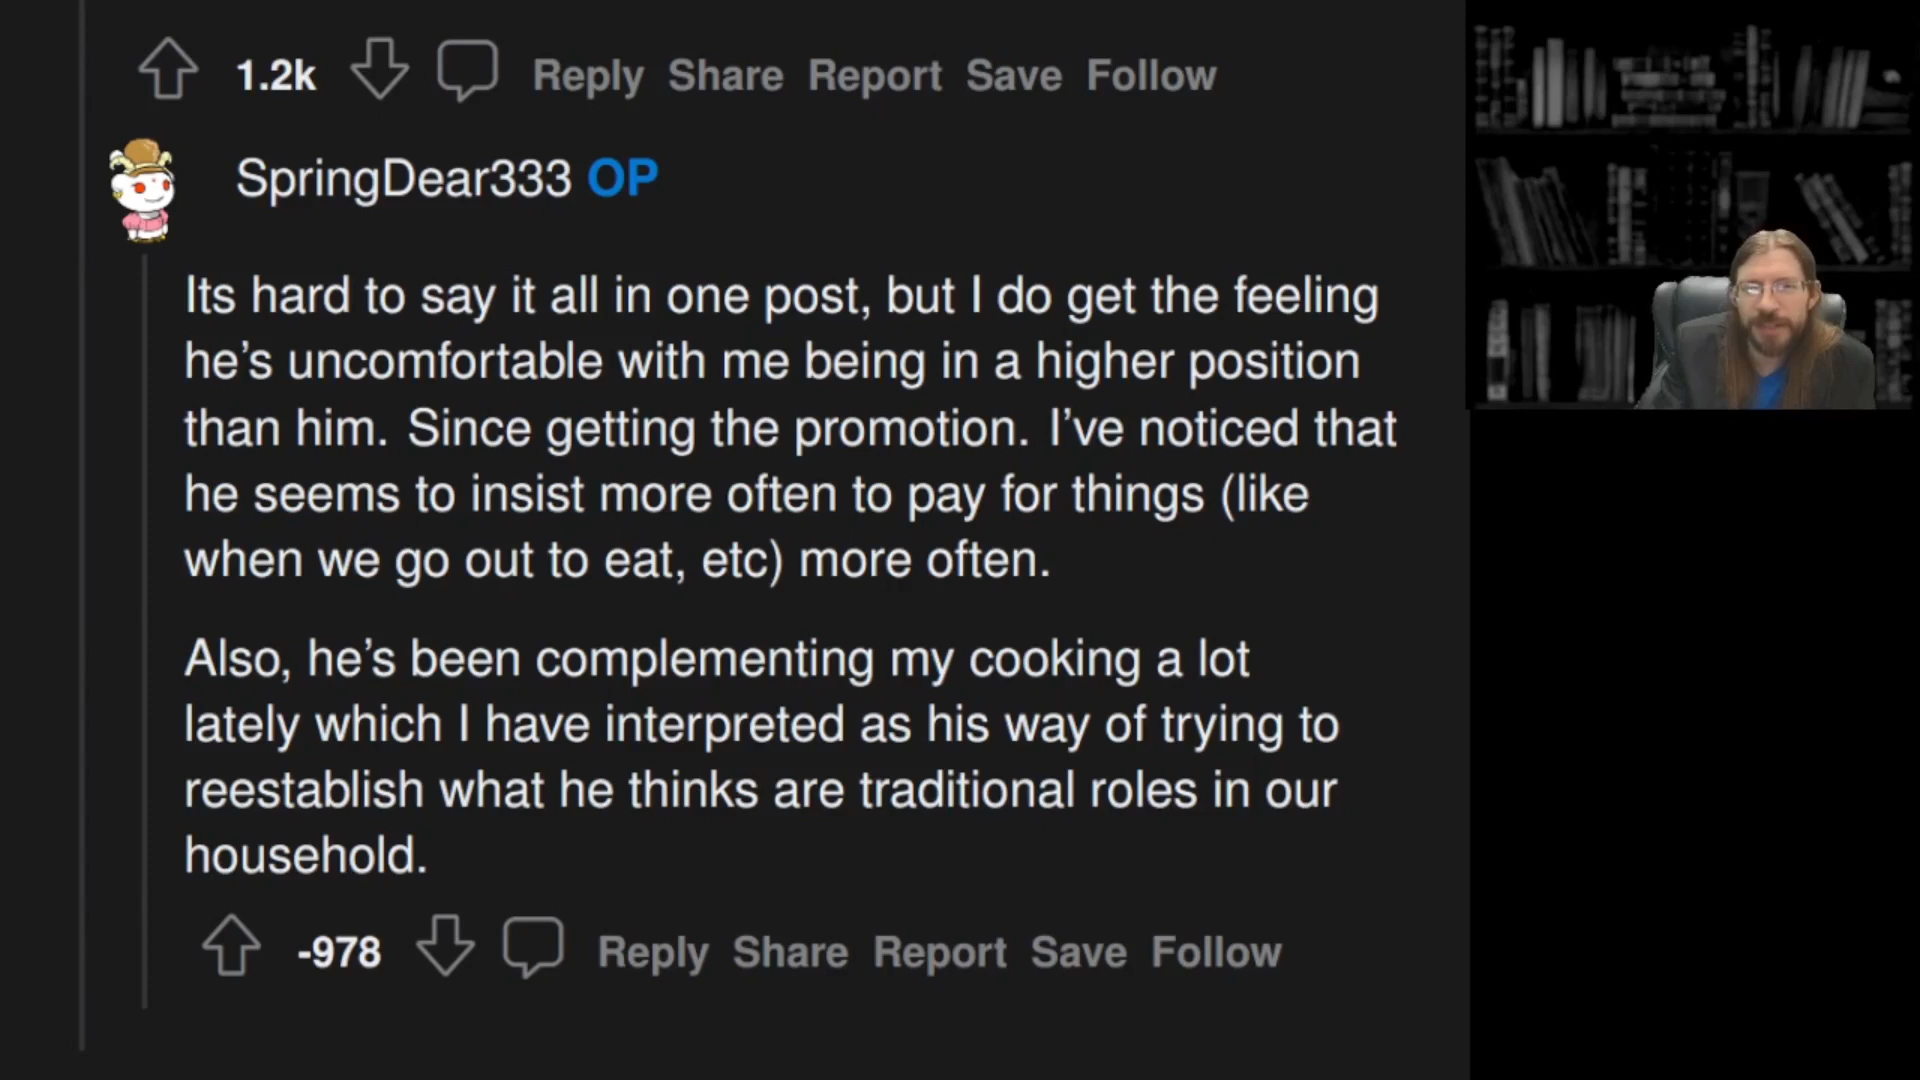 1.2k Reply Share Report Save Follow
SpringDear333 OP
Its hard to say it all in one post, but I do get the feeling
he’s uncomfortable with me being in a higher position
than him. Since getting the promotion. I’ve noticed that
he seems to insist more often to pay for things (like
when we go out to eat, etc) more often.
Also, he’s been complementing my cooking a lot
lately which I have interpreted as his way of trying to
reestablish what he thinks are traditional roles in our
household.
-978 Reply Share Report Save Follow